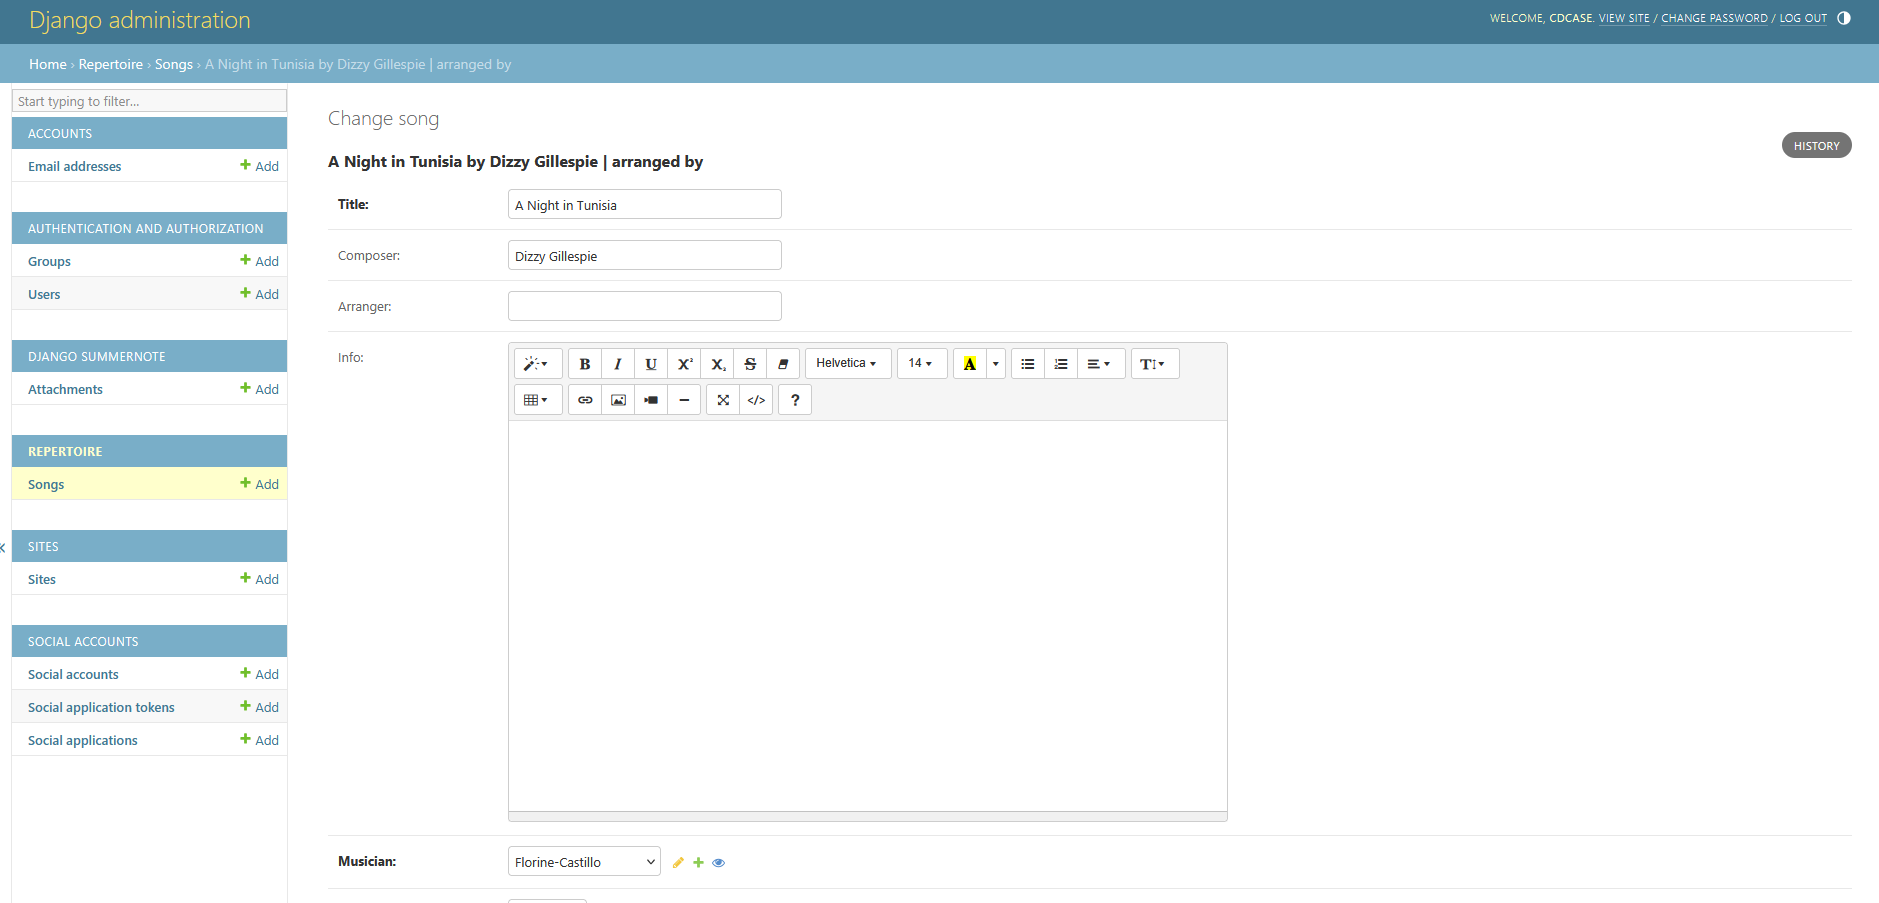 Django administration
WELCOME, CDCASE. VIEW SITE / CHANGE PASSWORD / LOG OUT
Home › Repertoire › Songs › A Night in Tunisia by Dizzy Gillespie | arranged by
Start typing to filter...
ACCOUNTS
Email addresses Add
AUTHENTICATION AND AUTHORIZATION
Groups Add
Users Add
DJANGO SUMMERNOTE
Attachments Add
REPERTOIRE
Songs Add
SITES
Sites Add
SOCIAL ACCOUNTS
Social accounts Add
Social application tokens Add
Social applications Add
Change song
HISTORY
A Night in Tunisia by Dizzy Gillespie | arranged by
Title: A Night in Tunisia
Composer: Dizzy Gillespie
Arranger:
Info:
B I U X² X₂ S Helvetica 14 A T
</> ?
Musician: Florine-Castillo